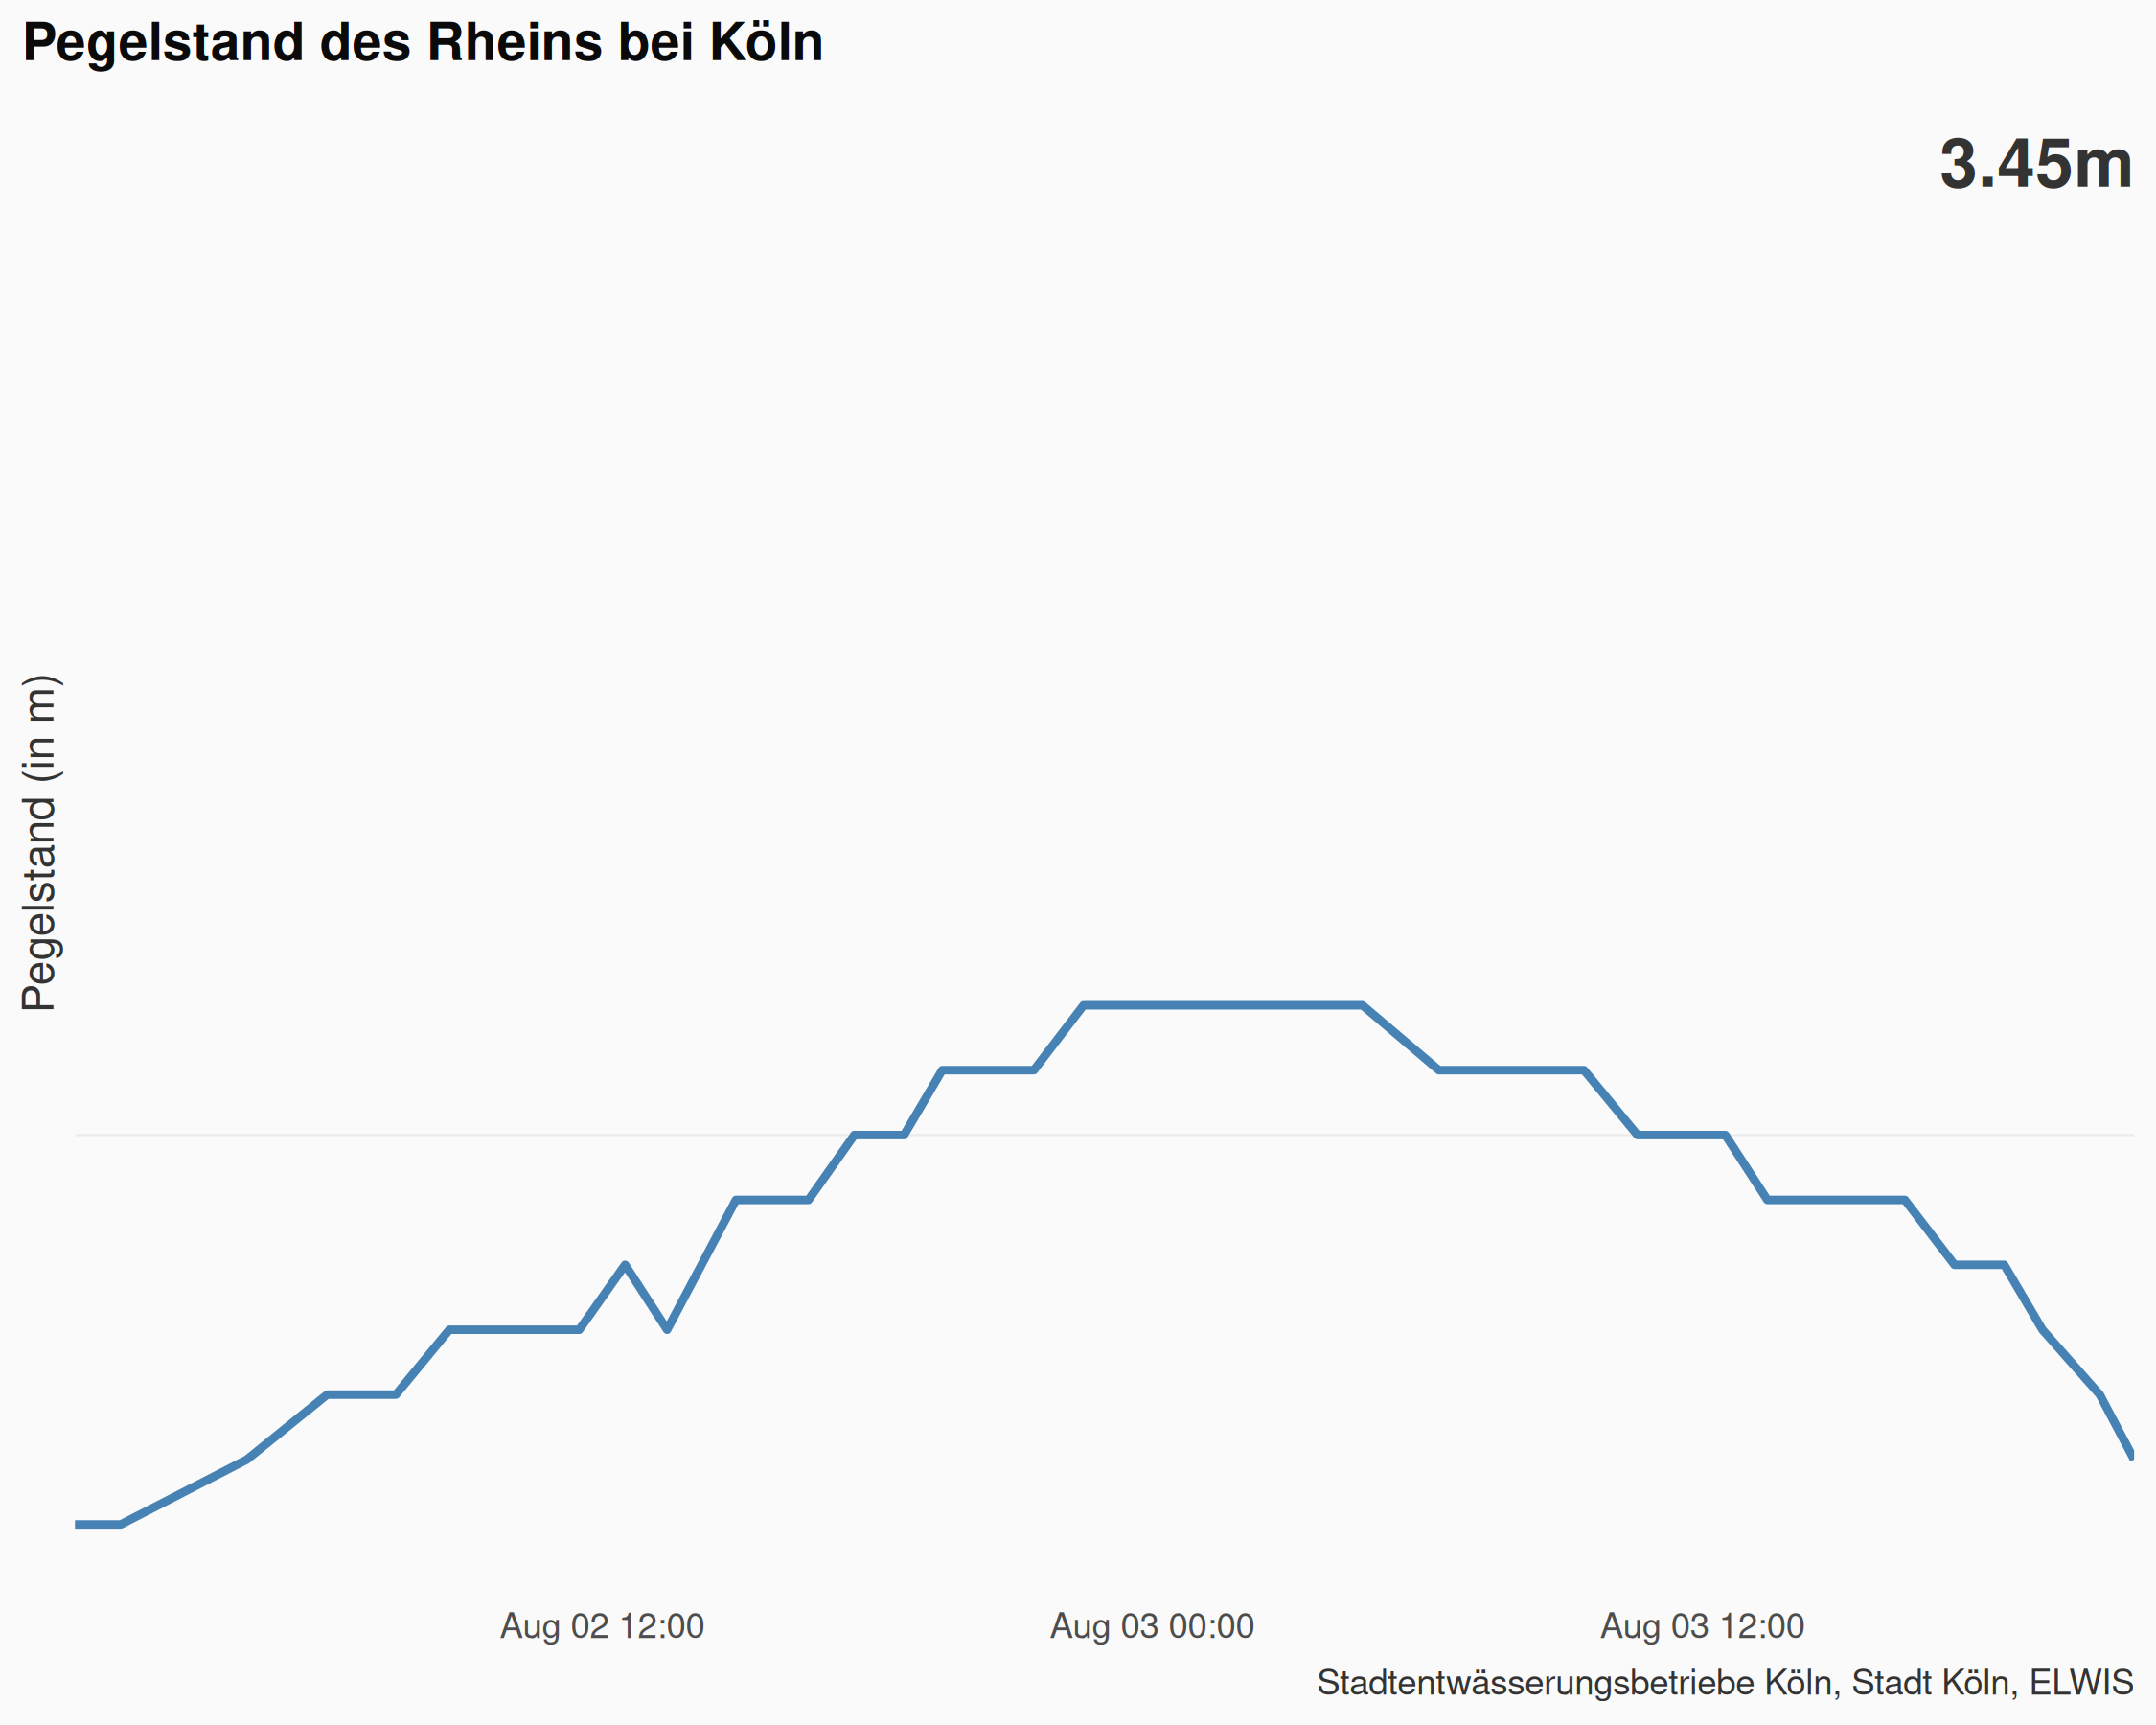 Pegelstand des Rheins bei Köln
3.45m
Pegelstand (in m)
Aug 02 12:00
Aug 03 00:00
Aug 03 12:00
Stadtentwässerungsbetriebe Köln, Stadt Köln, ELWIS